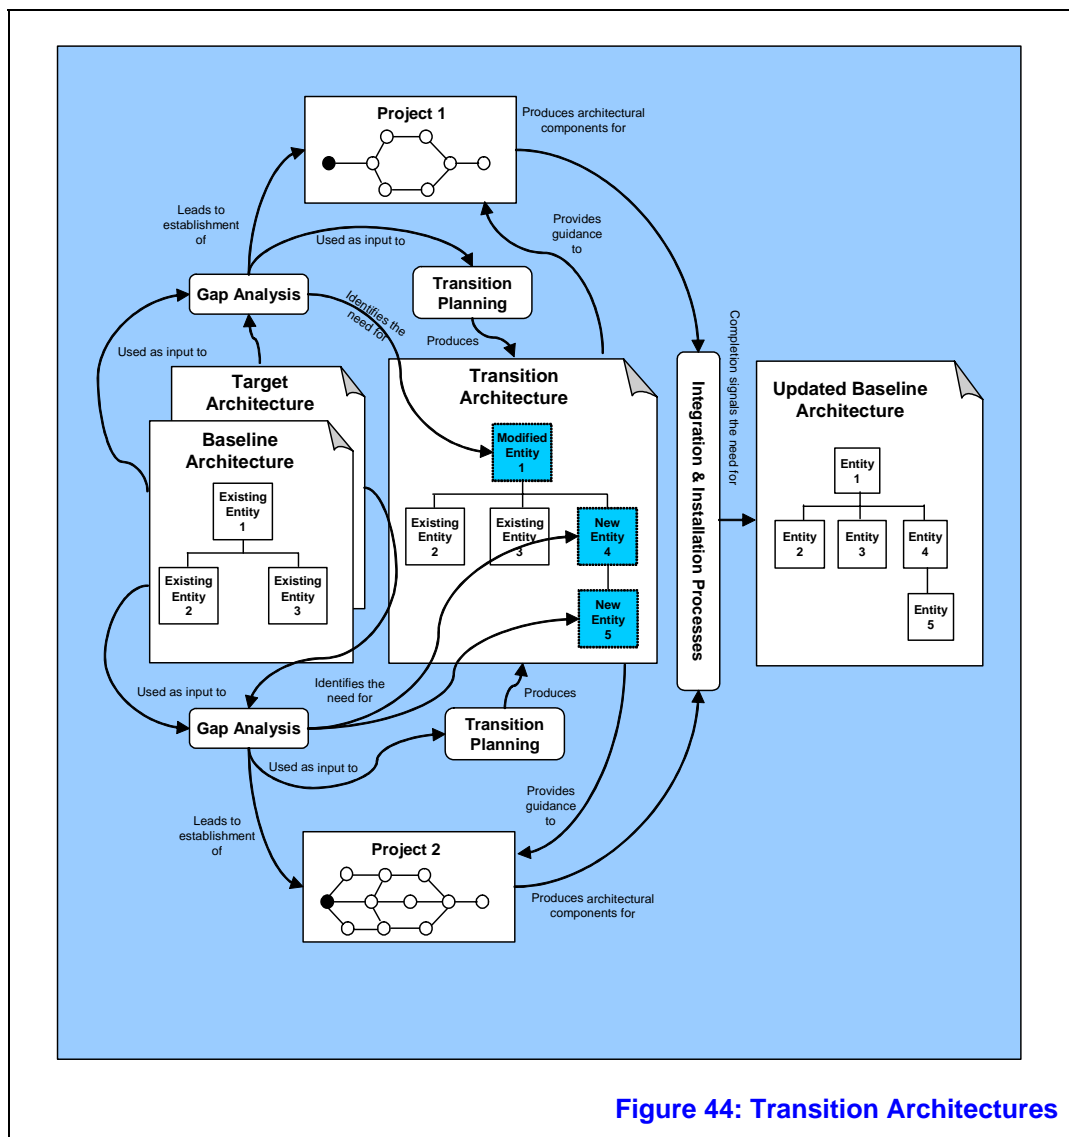 Project 1
Produces architectural
components for
Leads to
establishment
of
Used as input to
Provides
guidance
to
Gap Analysis
Transition
Planning
Identifies the
need for
Used as input to
Produces
Completion signals the need for
Target
Architecture
Transition
Architecture
Integration & Installation Processes
Updated Baseline
Architecture
Baseline
Architecture
Modified
Entity
1
Existing
Entity
1
Entity
1
Existing
Entity
2
Existing
Entity
3
New
Entity
4
Entity
2
Entity
3
Entity
4
Existing
Entity
2
Existing
Entity
3
New
Entity
5
Entity
5
Used as input to
Identifies the
need for
Produces
Gap Analysis
Transition
Planning
Used as input to
Provides
guidance
to
Leads to
establishment
of
Project 2
Produces architectural
components for
Figure 44: Transition Architectures